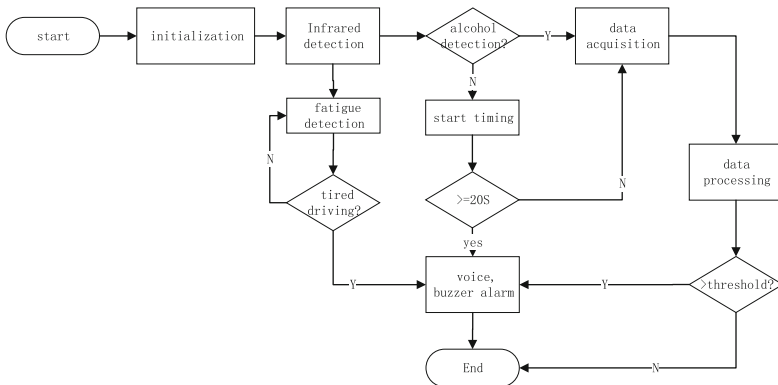 start
initialization
Infrared
detection
alcohol
detection?
Y
data
acquisition
N
fatigue
detection
start timing
N
data
processing
tired
driving?
>=20S
N
yes
Y
voice,
buzzer alarm
Y
>threshold?
End
N